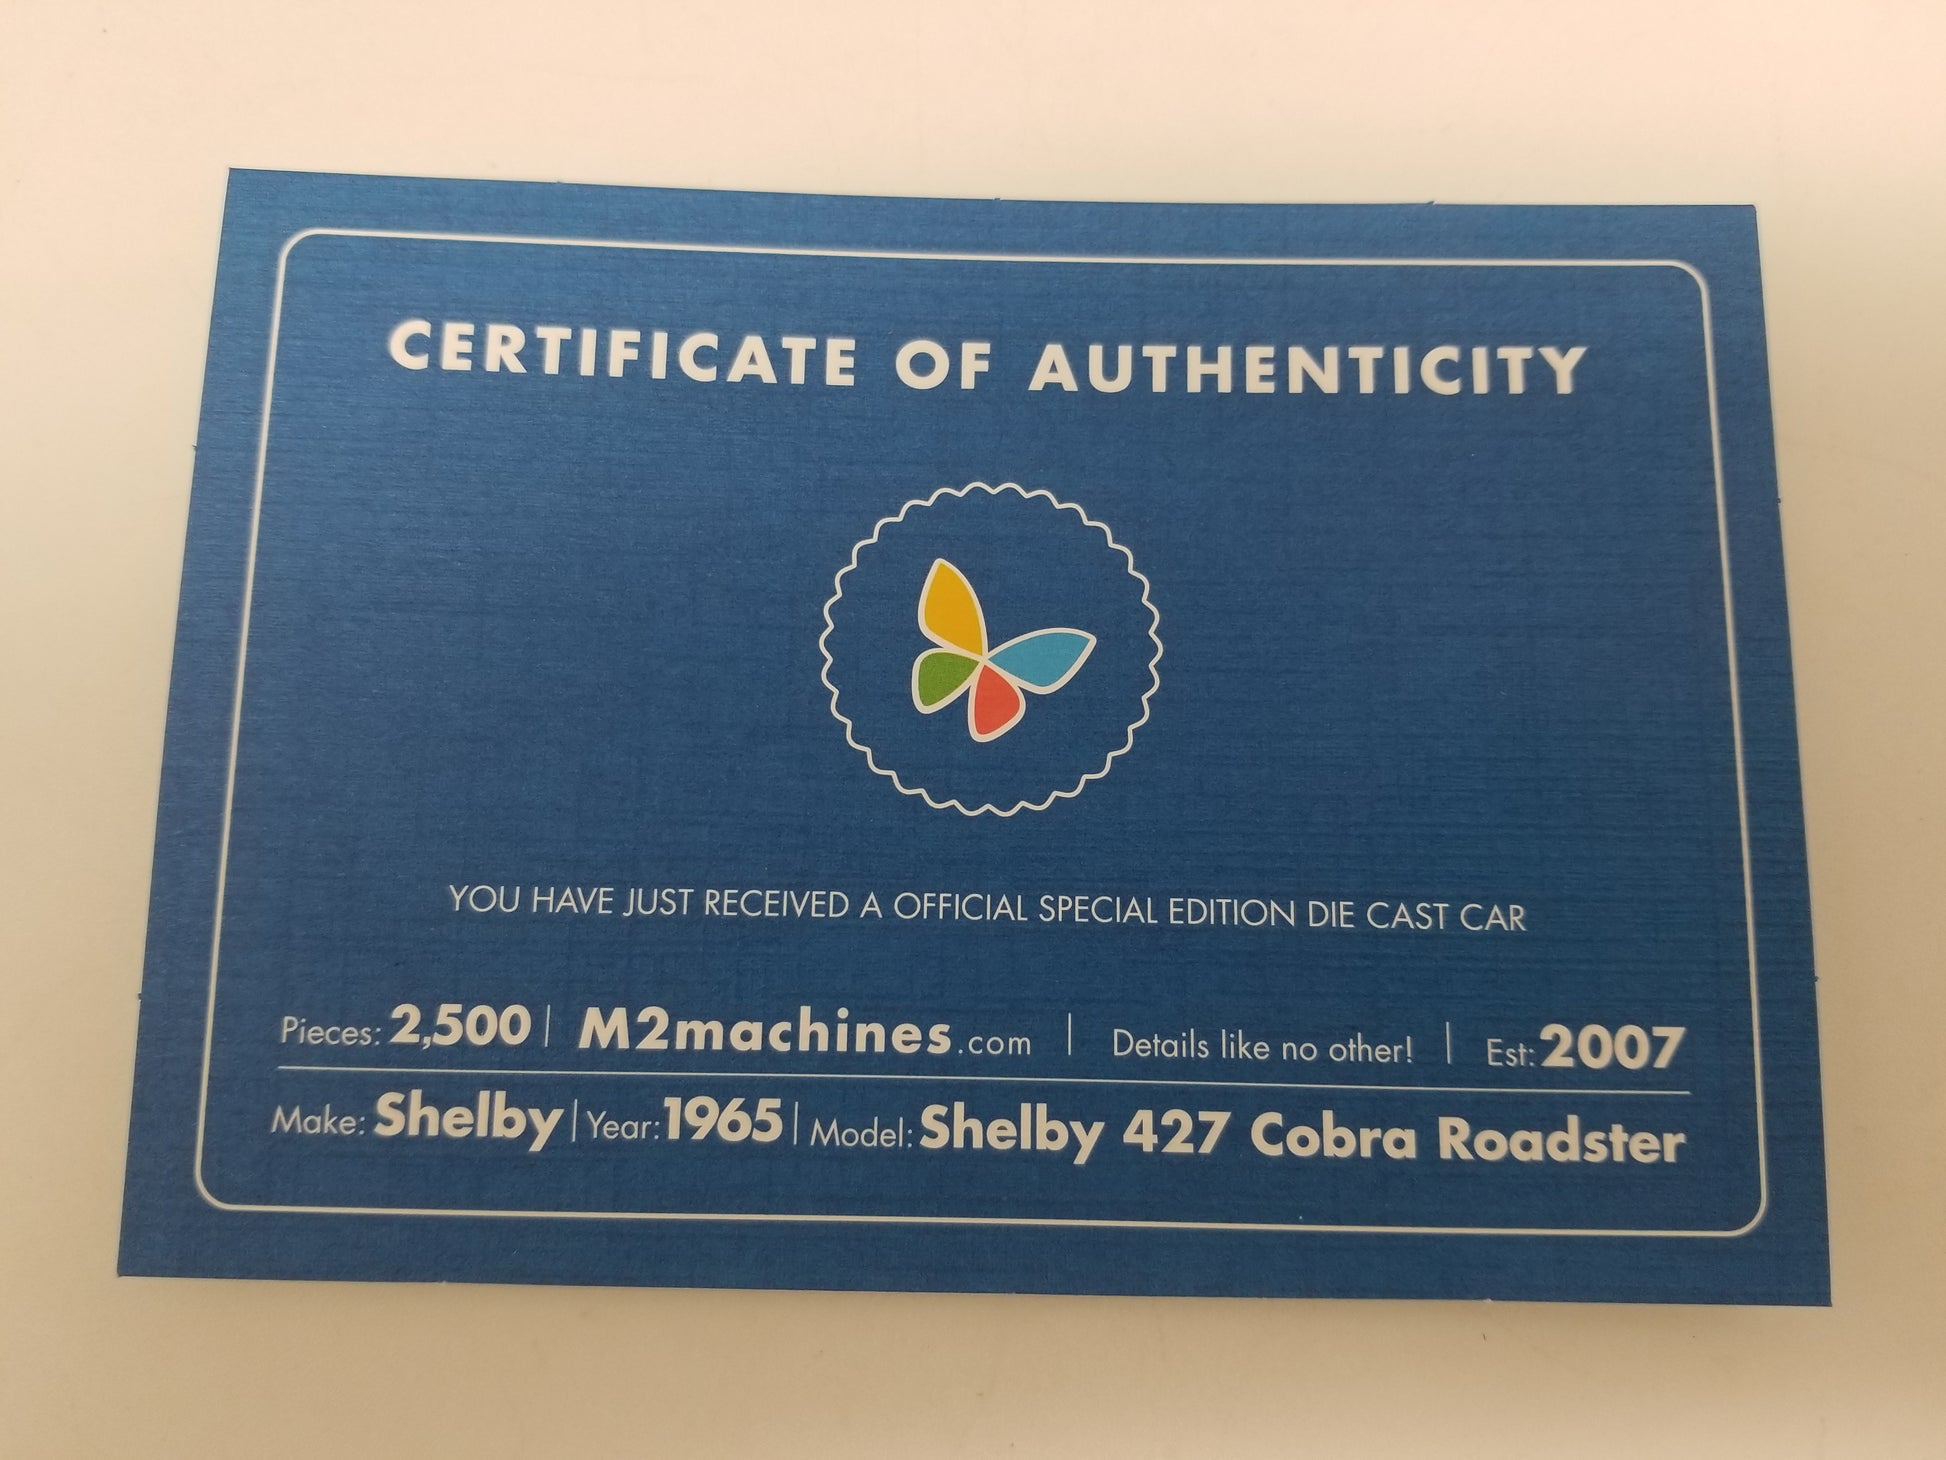 CERTIFICATE OF AUTHENTICITY
YOU HAVE JUST RECEIVED A OFFICIAL SPECIAL EDITION DIE CAST CAR
Pieces: 2,500 | M2machines.com | Details like no other! | Est: 2007
Make: Shelby | Year: 1965 | Model: Shelby 427 Cobra Roadster